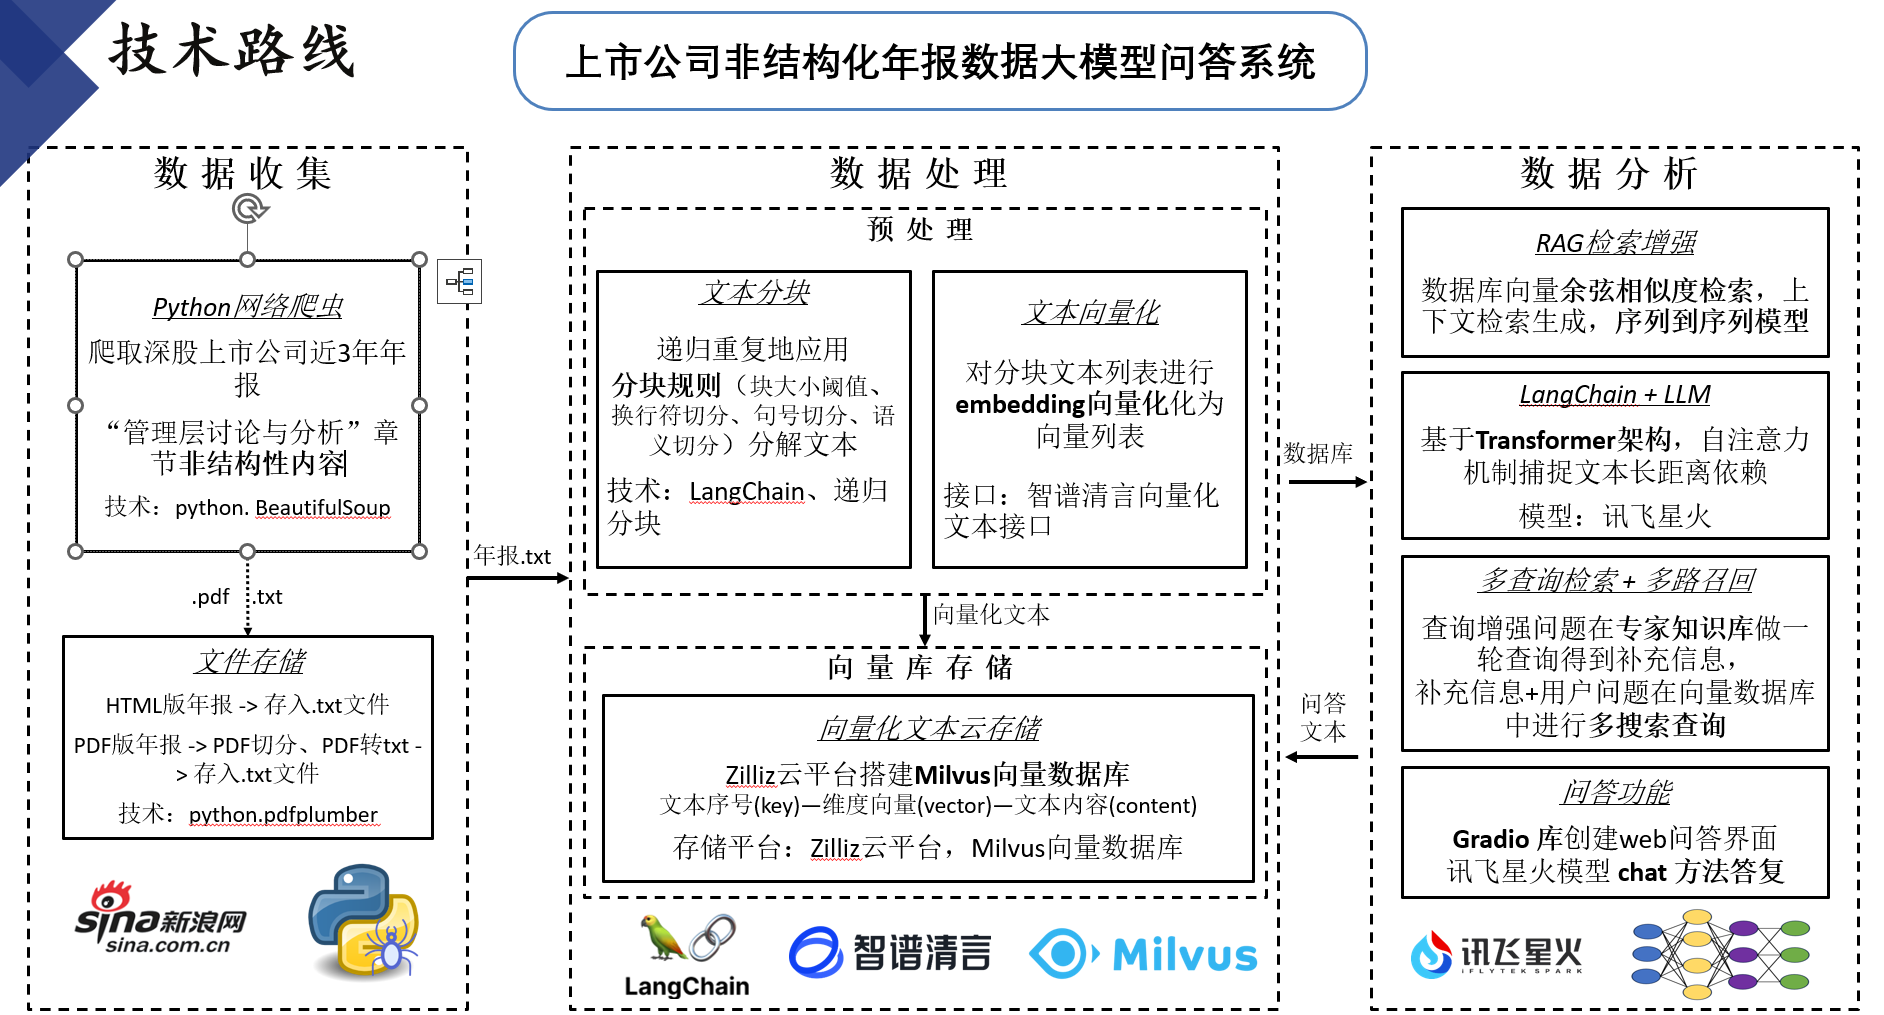 技术路线
上市公司非结构化年报数据大模型问答系统
数据收集
Python网络爬虫
爬取深股上市公司近3年年
报
“管理层讨论与分析”章
节非结构性内容
技术：python. BeautifulSoup
.pdf .txt
文件存储
HTML版年报 -> 存入.txt文件
PDF版年报 -> PDF切分、PDF转txt -
> 存入.txt文件
技术：python.pdfplumber
sina新浪网
sina.com.cn
年报.txt
数据处理
预处理
文本分块
递归重复地应用
分块规则（块大小阈值、
换行符切分、句号切分、语
义切分）分解文本
技术：LangChain、递归
分块
文本向量化
对分块文本列表进行
embedding向量化化为
向量列表
接口：智谱清言向量化
文本接口
向量化文本
向量库存储
向量化文本云存储
Zilliz云平台搭建Milvus向量数据库
文本序号(key)—维度向量(vector)—文本内容(content)
存储平台：Zilliz云平台，Milvus向量数据库
LangChain
智谱清言
Milvus
数据库
问答
文本
数据分析
RAG检索增强
数据库向量余弦相似度检索，上
下文检索生成，序列到序列模型
LangChain + LLM
基于Transformer架构，自注意力
机制捕捉文本长距离依赖
模型：讯飞星火
多查询检索 + 多路召回
查询增强问题在专家知识库做一
轮查询得到补充信息，
补充信息+用户问题在向量数据库
中进行多搜索查询
问答功能
Gradio 库创建web问答界面
讯飞星火模型 chat 方法答复
讯飞星火
iFLYTEK SPARK